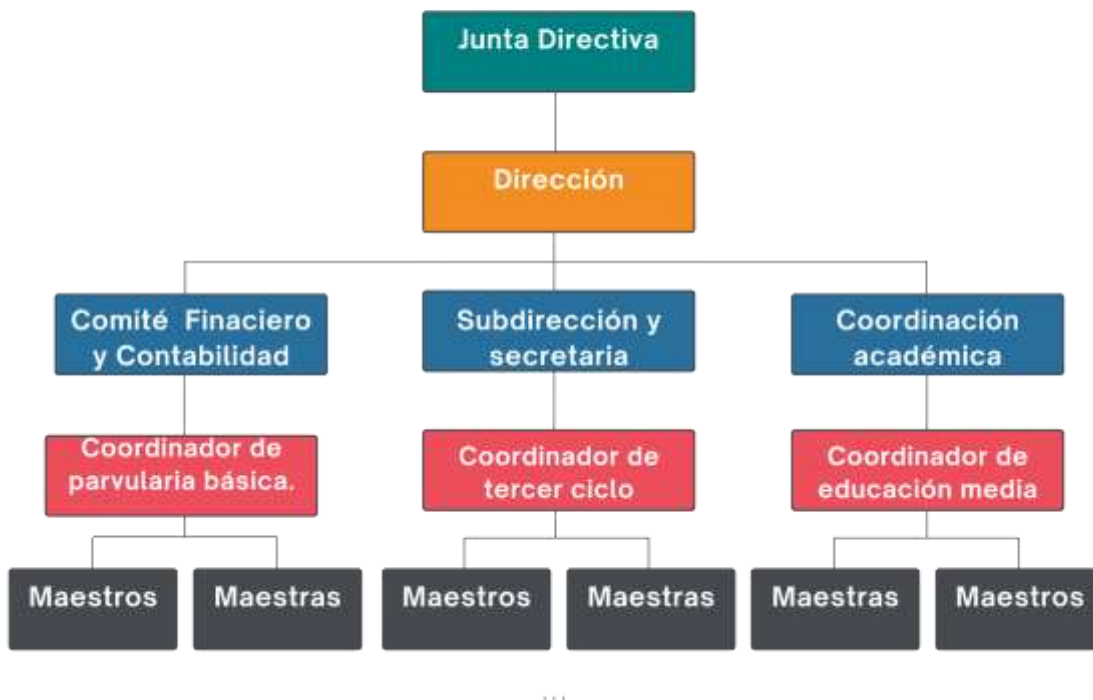 Junta Directiva
Dirección
Comité Finaciero
y Contabilidad
Subdirección y
secretaria
Coordinación
académica
Coordinador de
parvularia básica.
Coordinador de
tercer ciclo
Coordinador de
educación media
Maestros
Maestras
Maestros
Maestras
Maestras
Maestros